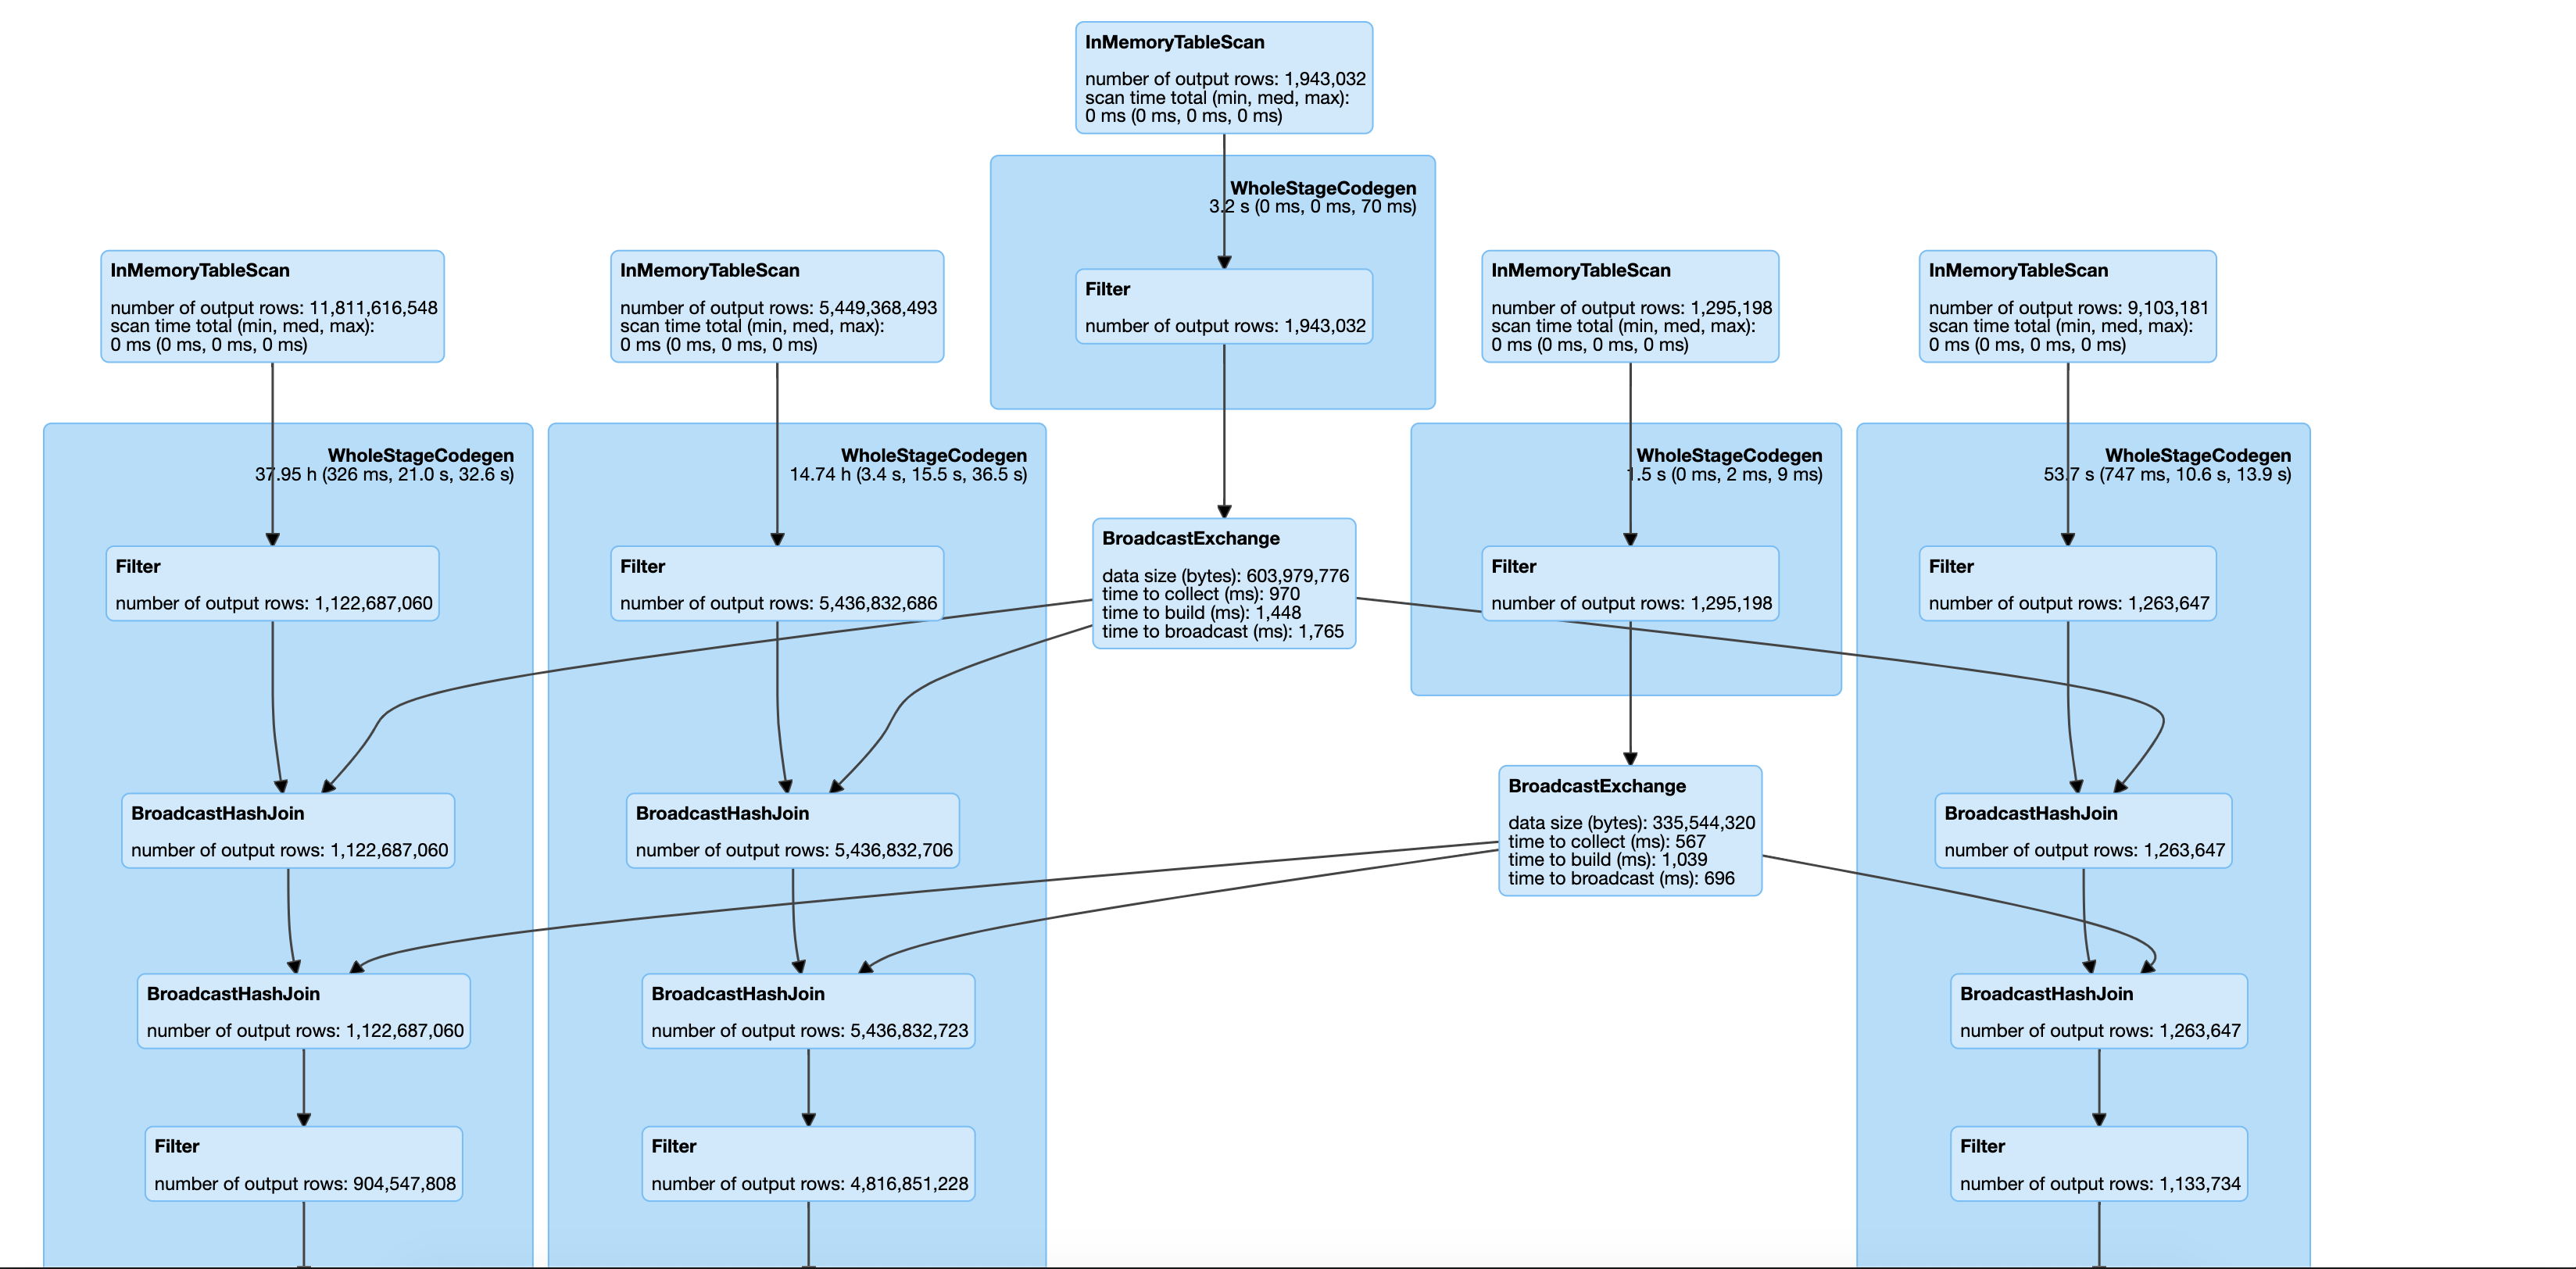 InMemoryTableScan
number of output rows: 1,943,032
scan time total (min, med, max):
0 ms (0 ms, 0 ms, 0 ms)
WholeStageCodegen
3.2 s (0 ms, 0 ms, 70 ms)
Filter
number of output rows: 1,943,032
InMemoryTableScan
number of output rows: 11,811,616,548
scan time total (min, med, max):
0 ms (0 ms, 0 ms, 0 ms)
InMemoryTableScan
number of output rows: 5,449,368,493
scan time total (min, med, max):
0 ms (0 ms, 0 ms, 0 ms)
InMemoryTableScan
number of output rows: 1,295,198
scan time total (min, med, max):
0 ms (0 ms, 0 ms, 0 ms)
InMemoryTableScan
number of output rows: 9,103,181
scan time total (min, med, max):
0 ms (0 ms, 0 ms, 0 ms)
WholeStageCodegen
37.95 h (326 ms, 21.0 s, 32.6 s)
WholeStageCodegen
14.74 h (3.4 s, 15.5 s, 36.5 s)
WholeStageCodegen
1.5 s (0 ms, 2 ms, 9 ms)
WholeStageCodegen
53.7 s (747 ms, 10.6 s, 13.9 s)
Filter
number of output rows: 1,122,687,060
Filter
number of output rows: 5,436,832,686
BroadcastExchange
data size (bytes): 603,979,776
time to collect (ms): 970
time to build (ms): 1,448
time to broadcast (ms): 1,765
Filter
number of output rows: 1,295,198
Filter
number of output rows: 1,263,647
BroadcastHashJoin
number of output rows: 1,122,687,060
BroadcastHashJoin
number of output rows: 5,436,832,706
BroadcastExchange
data size (bytes): 335,544,320
time to collect (ms): 567
time to build (ms): 1,039
time to broadcast (ms): 696
BroadcastHashJoin
number of output rows: 1,263,647
BroadcastHashJoin
number of output rows: 1,122,687,060
BroadcastHashJoin
number of output rows: 5,436,832,723
BroadcastHashJoin
number of output rows: 1,263,647
Filter
number of output rows: 904,547,808
Filter
number of output rows: 4,816,851,228
Filter
number of output rows: 1,133,734